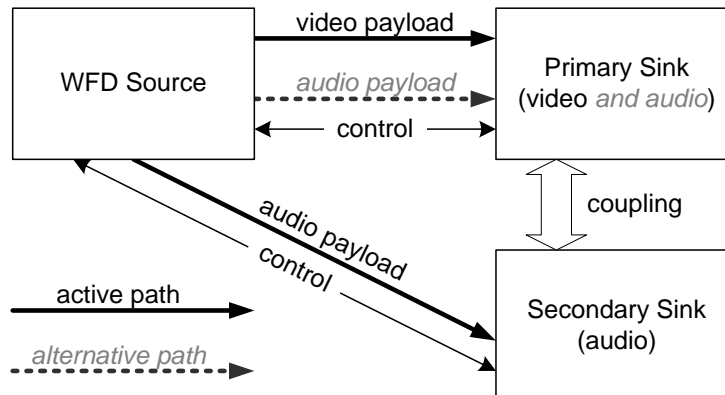 video payload
WFD Source
audio payload
Primary Sink
(video and audio)
control
coupling
audio payload
control
active path
Secondary Sink
(audio)
alternative path